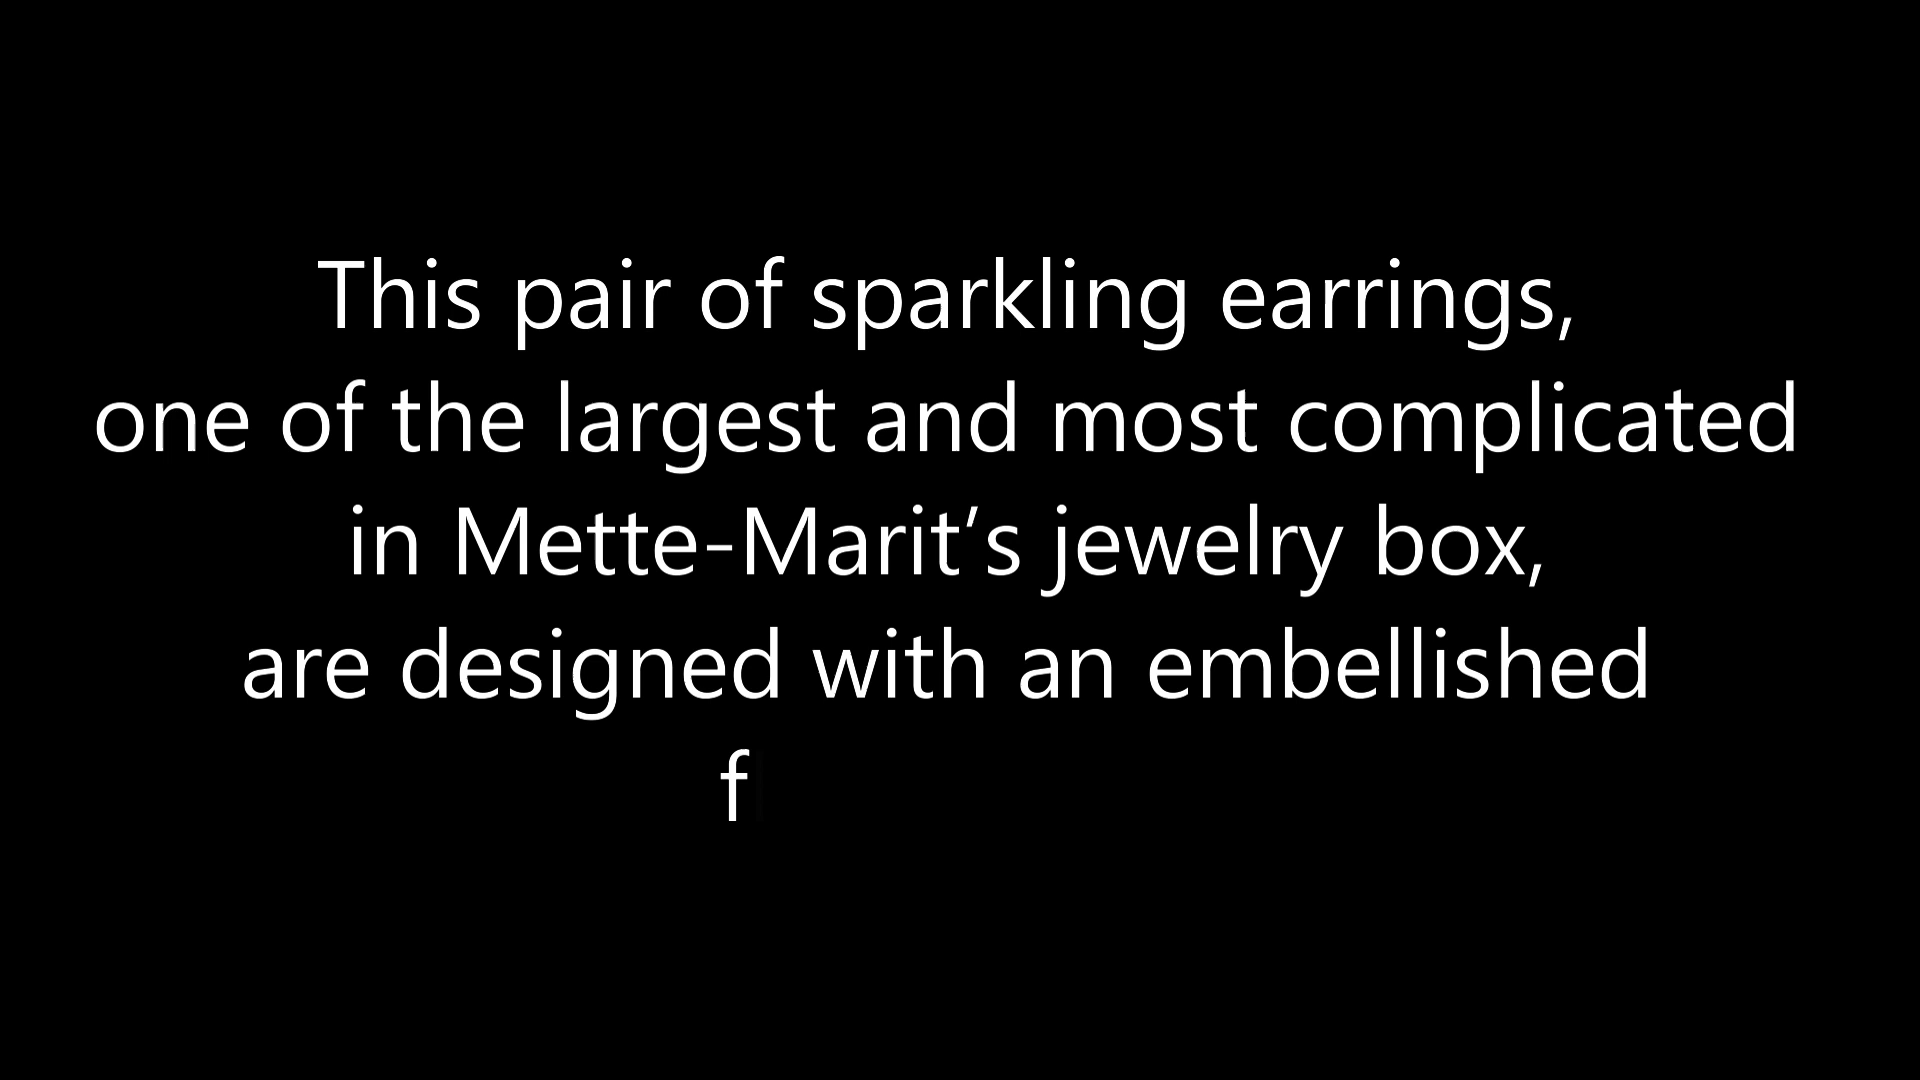 This pair of sparkling earrings,
one of the largest and most complicated
in Mette-Marit’s jewelry box,
are designed with an embellished
f